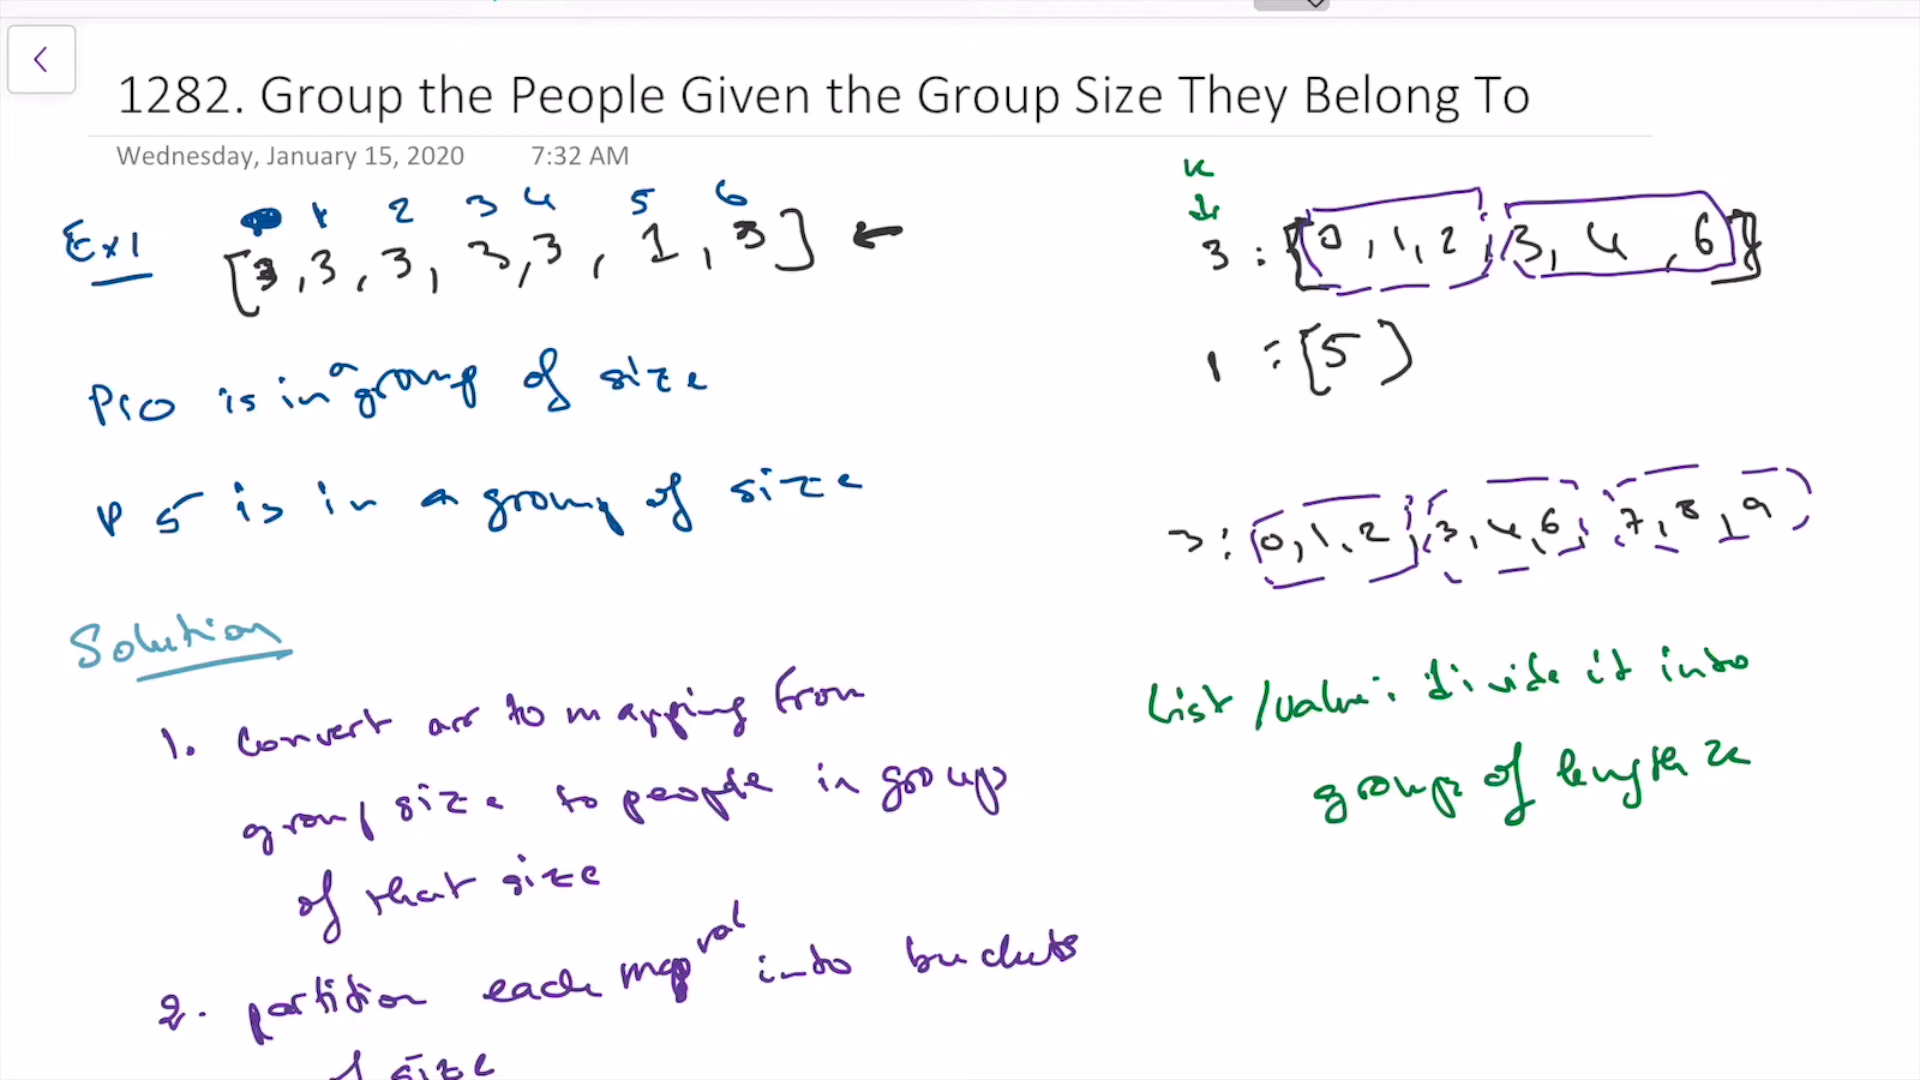 1282. Group the People Given the Group Size They Belong To
Wednesday, January 15, 2020 7:32 AM
Ex1
1 2 3 4 5 6
[3, 3, 3, 3, 3, 1, 3] ←
P10 is in a group of size
P 5 is in a group of size
Solution
1. Convert arr to mapping from
group size to people in groups
of that size
2. partition each map val into buckets
of size
K
↓
3 : [0, 1, 2, 3, 4, 6]
1 : [5]
3 : 0, 1, 2, 3, 4, 6, 7, 8, 9
List / value: divide it into
groups of length K